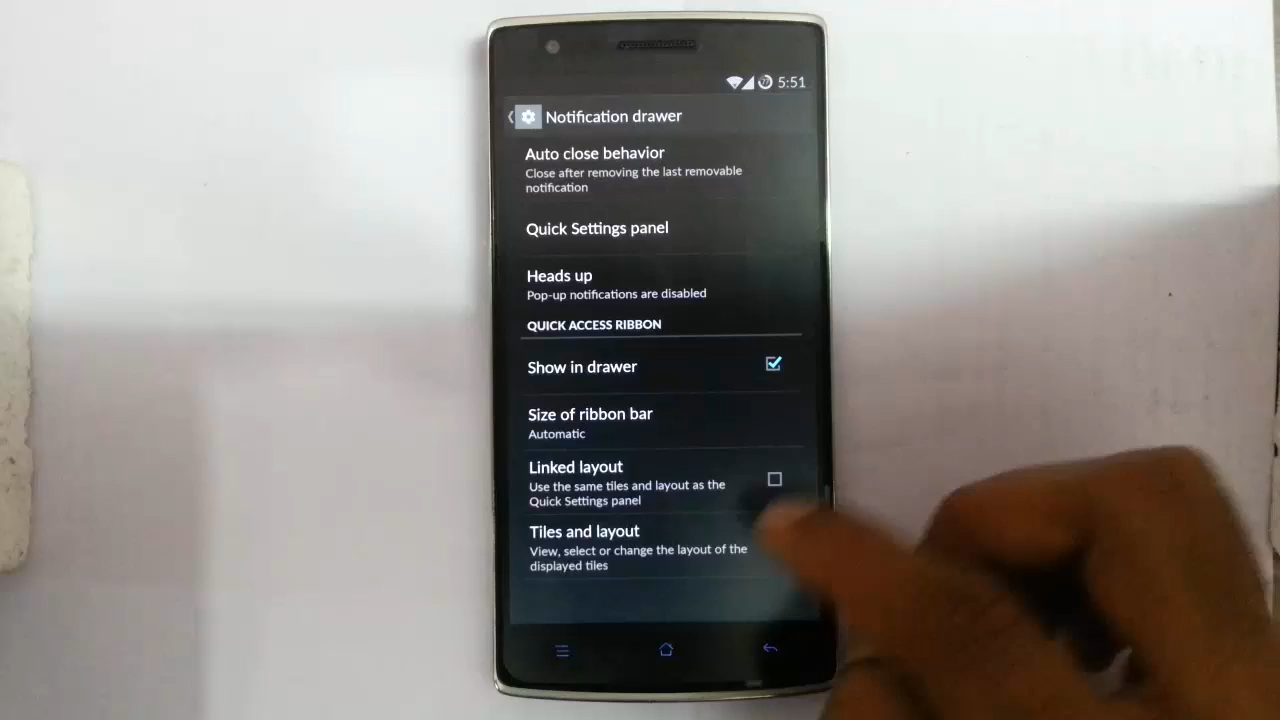 5:51
Notification drawer
Auto close behavior
Close after removing the last removable
notification
Quick Settings panel
Heads up
Pop-up notifications are disabled
QUICK ACCESS RIBBON
Show in drawer
Size of ribbon bar
Automatic
Linked layout
Use the same tiles and layout as the
Quick Settings panel
Tiles and layout
View, select or change the layout of the
displayed tiles